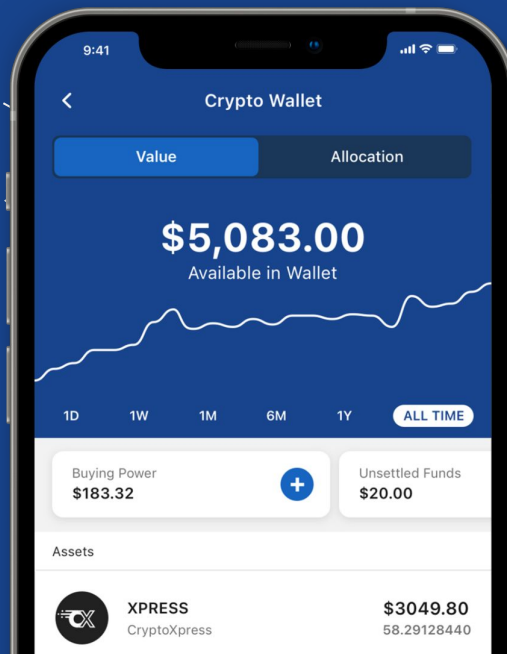 9:41
Crypto Wallet
Value Allocation
$5,083.00
Available in Wallet
1D 1W 1M 6M 1Y ALL TIME
Buying Power Unsettled Funds
$183.32 $20.00
Assets
XPRESS $3049.80
CryptoXpress 58.29128440